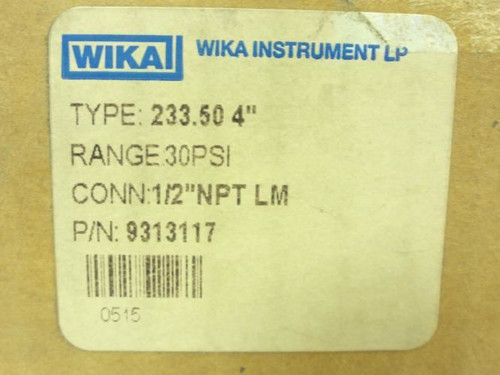 WIKA WIKA INSTRUMENT LP
TYPE: 233.50 4"
RANGE:30PSI
CONN:1/2"NPT LM
P/N: 9313117
0515